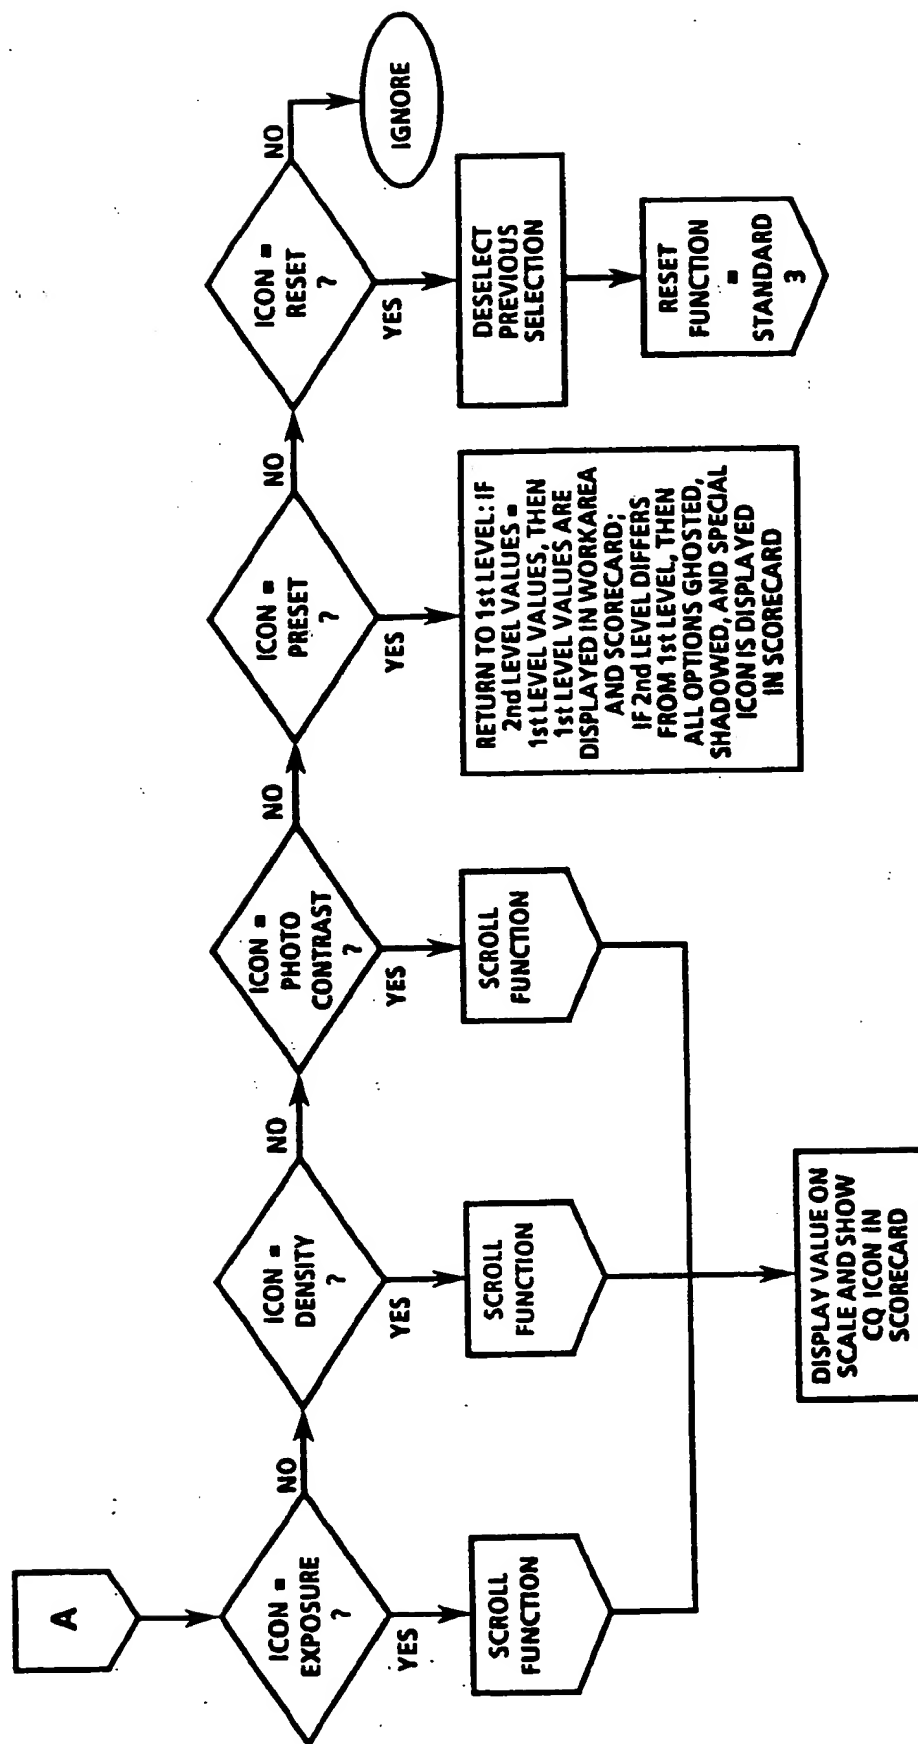 A
ICON =
EXPOSURE
?
NO
YES
SCROLL
FUNCTION
ICON =
DENSITY
?
NO
YES
SCROLL
FUNCTION
ICON =
PHOTO
CONTRAST
?
NO
YES
SCROLL
FUNCTION
DISPLAY VALUE ON
SCALE AND SHOW
CQ ICON IN
SCORECARD
ICON =
PRESET
?
NO
YES
RETURN TO 1st LEVEL: IF
2nd LEVEL VALUES =
1st LEVEL VALUES, THEN
1st LEVEL VALUES ARE
DISPLAYED IN WORKAREA
AND SCORECARD;
IF 2nd LEVEL DIFFERS
FROM 1st LEVEL, THEN
ALL OPTIONS GHOSTED,
SHADOWED, AND SPECIAL
ICON IS DISPLAYED
IN SCORECARD
ICON =
RESET
?
NO
IGNORE
YES
DESELECT
PREVIOUS
SELECTION
RESET
FUNCTION
=
STANDARD
3